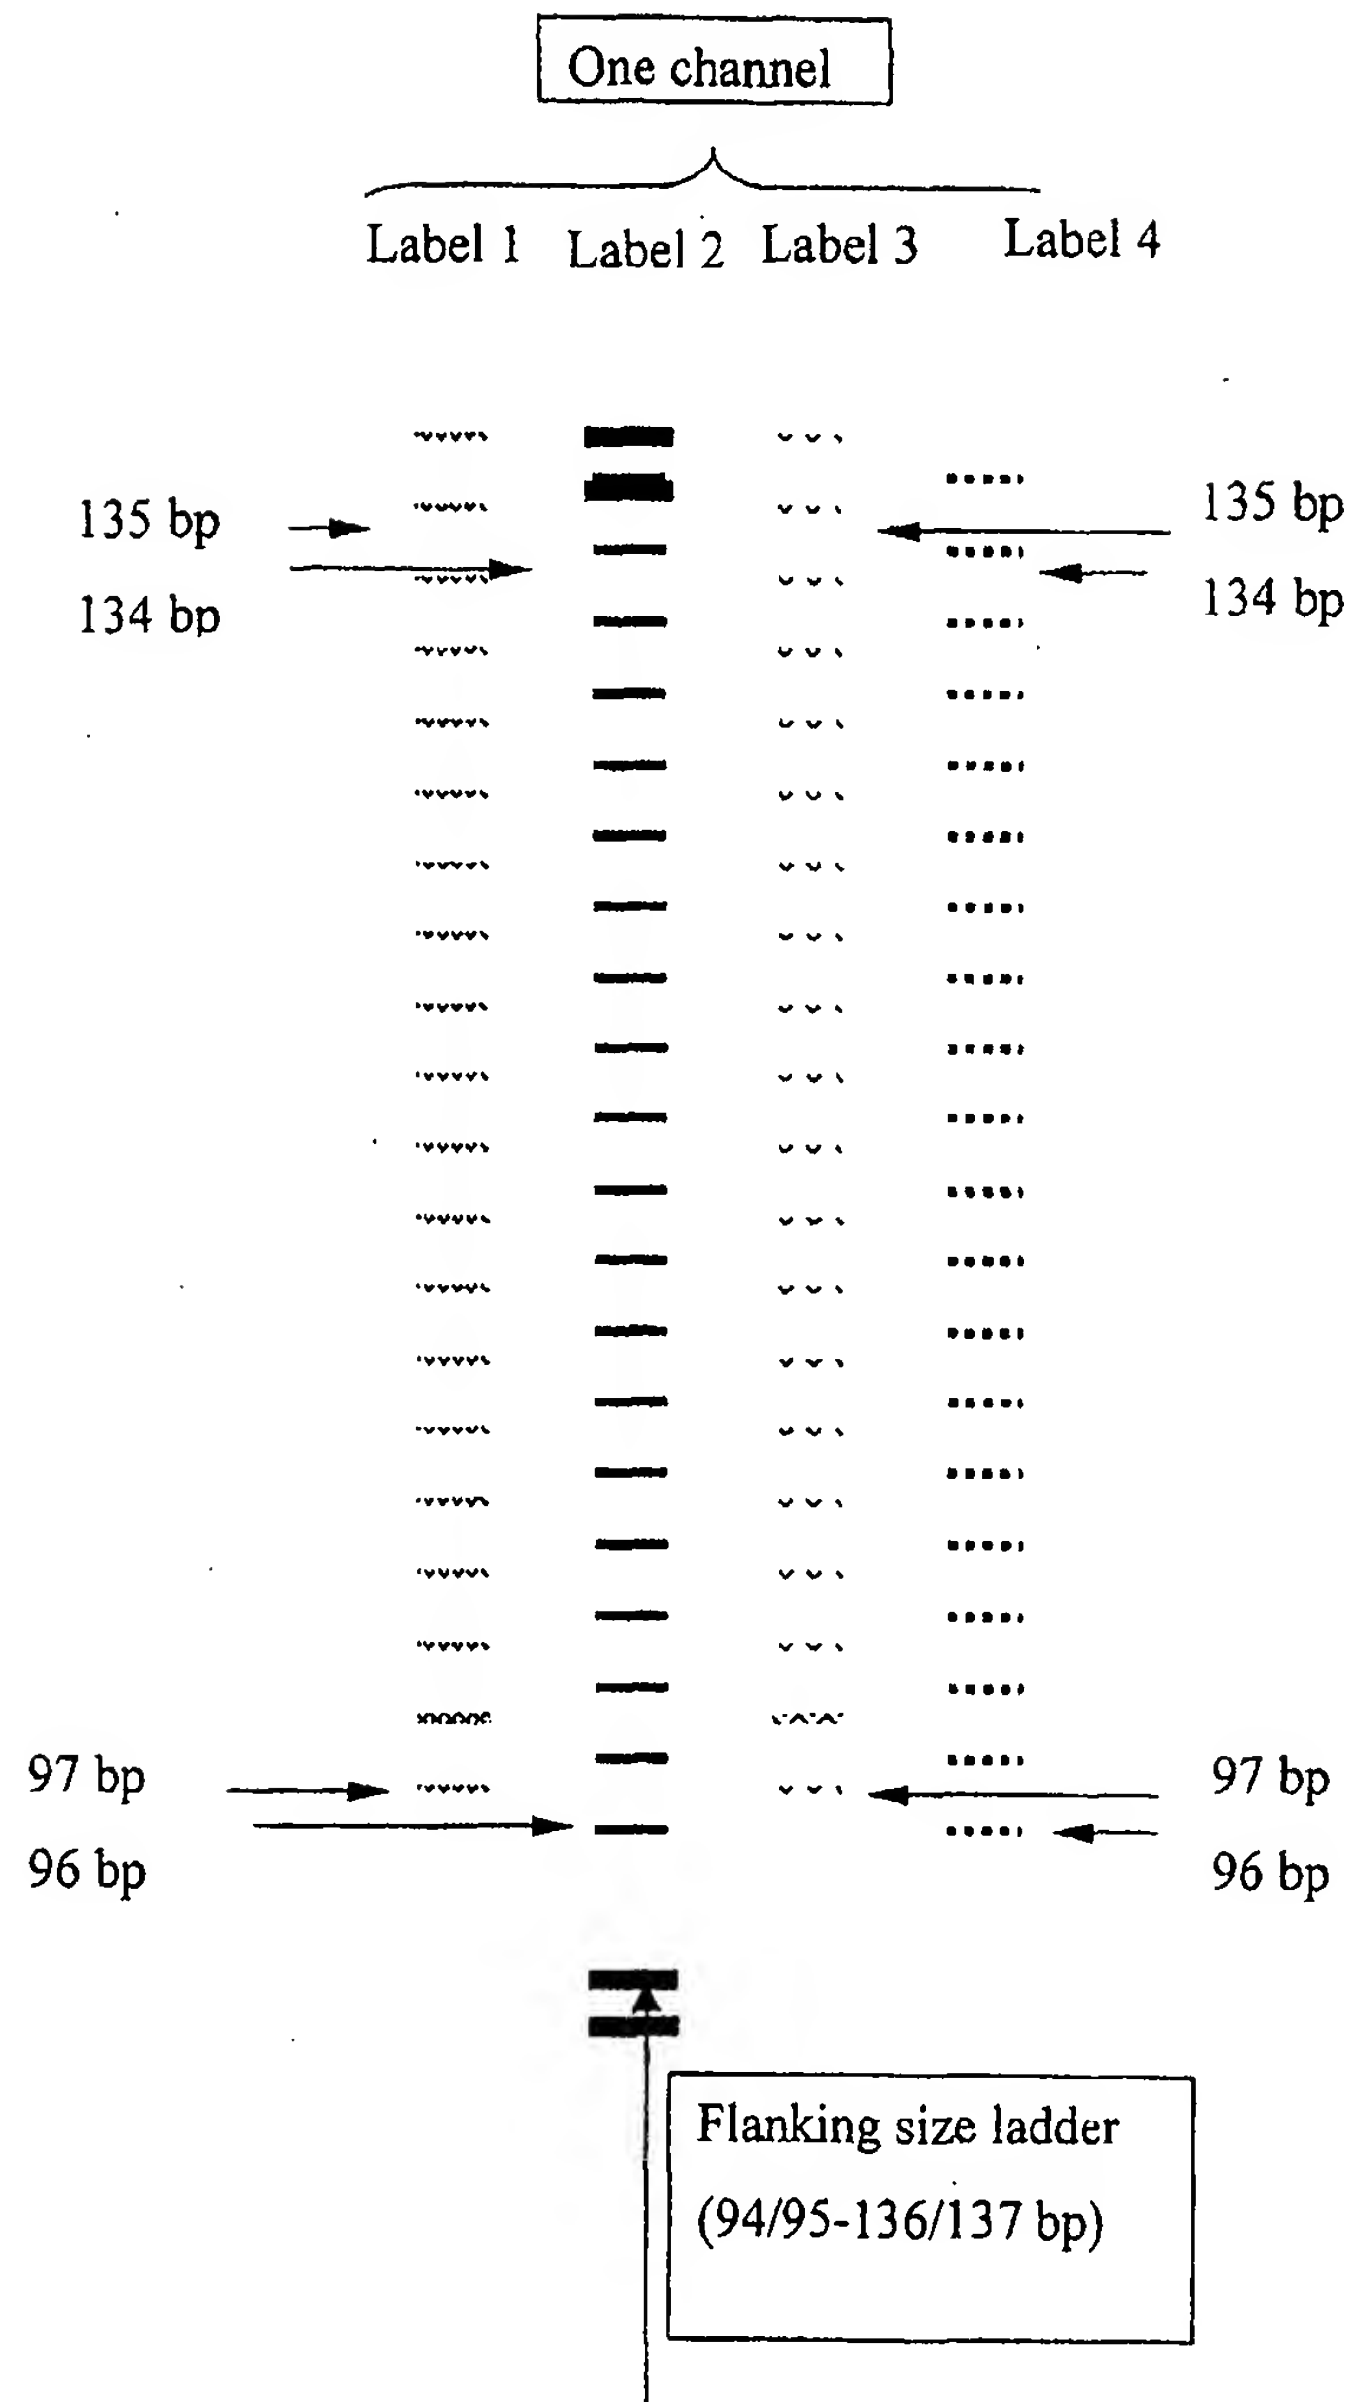 One channel
Label 1 Label 2 Label 3 Label 4
135 bp
134 bp
135 bp
134 bp
97 bp
96 bp
97 bp
96 bp
Flanking size ladder
(94/95-136/137 bp)